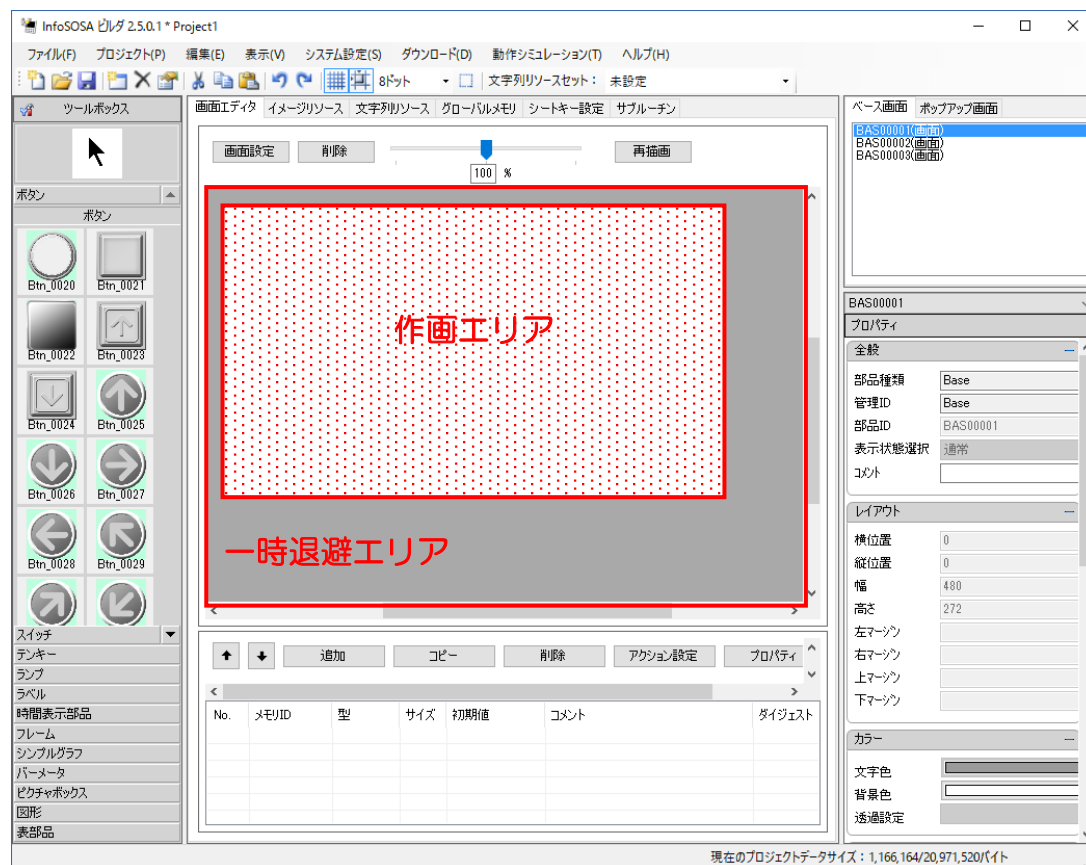 InfoSOSA ビルダ 2.5.0.1 * Project1
ファイル(F) プロジェクト(P) 編集(E) 表示(V) システム設定(S) ダウンロード(D) 動作シミュレーション(T) ヘルプ(H)
8ドット 文字列リソースセット： 未設定
ツールボックス
ボタン
ボタン
Btn_0020 Btn_0021
Btn_0022 Btn_0023
Btn_0024 Btn_0025
Btn_0026 Btn_0027
Btn_0028 Btn_0029
スイッチ
テンキー
ランプ
ラベル
時間表示部品
フレーム
シンプルグラフ
バーメータ
ピクチャボックス
図形
表部品
画面エディタ イメージリソース 文字列リソース グローバルメモリ シートキー設定 サブルーチン
画面設定 削除 再描画
100 %
作画エリア
一時退避エリア
追加 コピー 削除 アクション設定 プロパティ
No. メモリID 型 サイズ 初期値 コメント ダイジェスト
ベース画面 ポップアップ画面
BAS00001(画面)
BAS00002(画面)
BAS00003(画面)
BAS00001
プロパティ
全般
部品種類 Base
管理ID Base
部品ID BAS00001
表示状態選択 通常
コメント
レイアウト
横位置 0
縦位置 0
幅 480
高さ 272
左マージン
右マージン
上マージン
下マージン
カラー
文字色
背景色
透過設定
現在のプロジェクトデータサイズ：1,166,164/20,971,520バイト